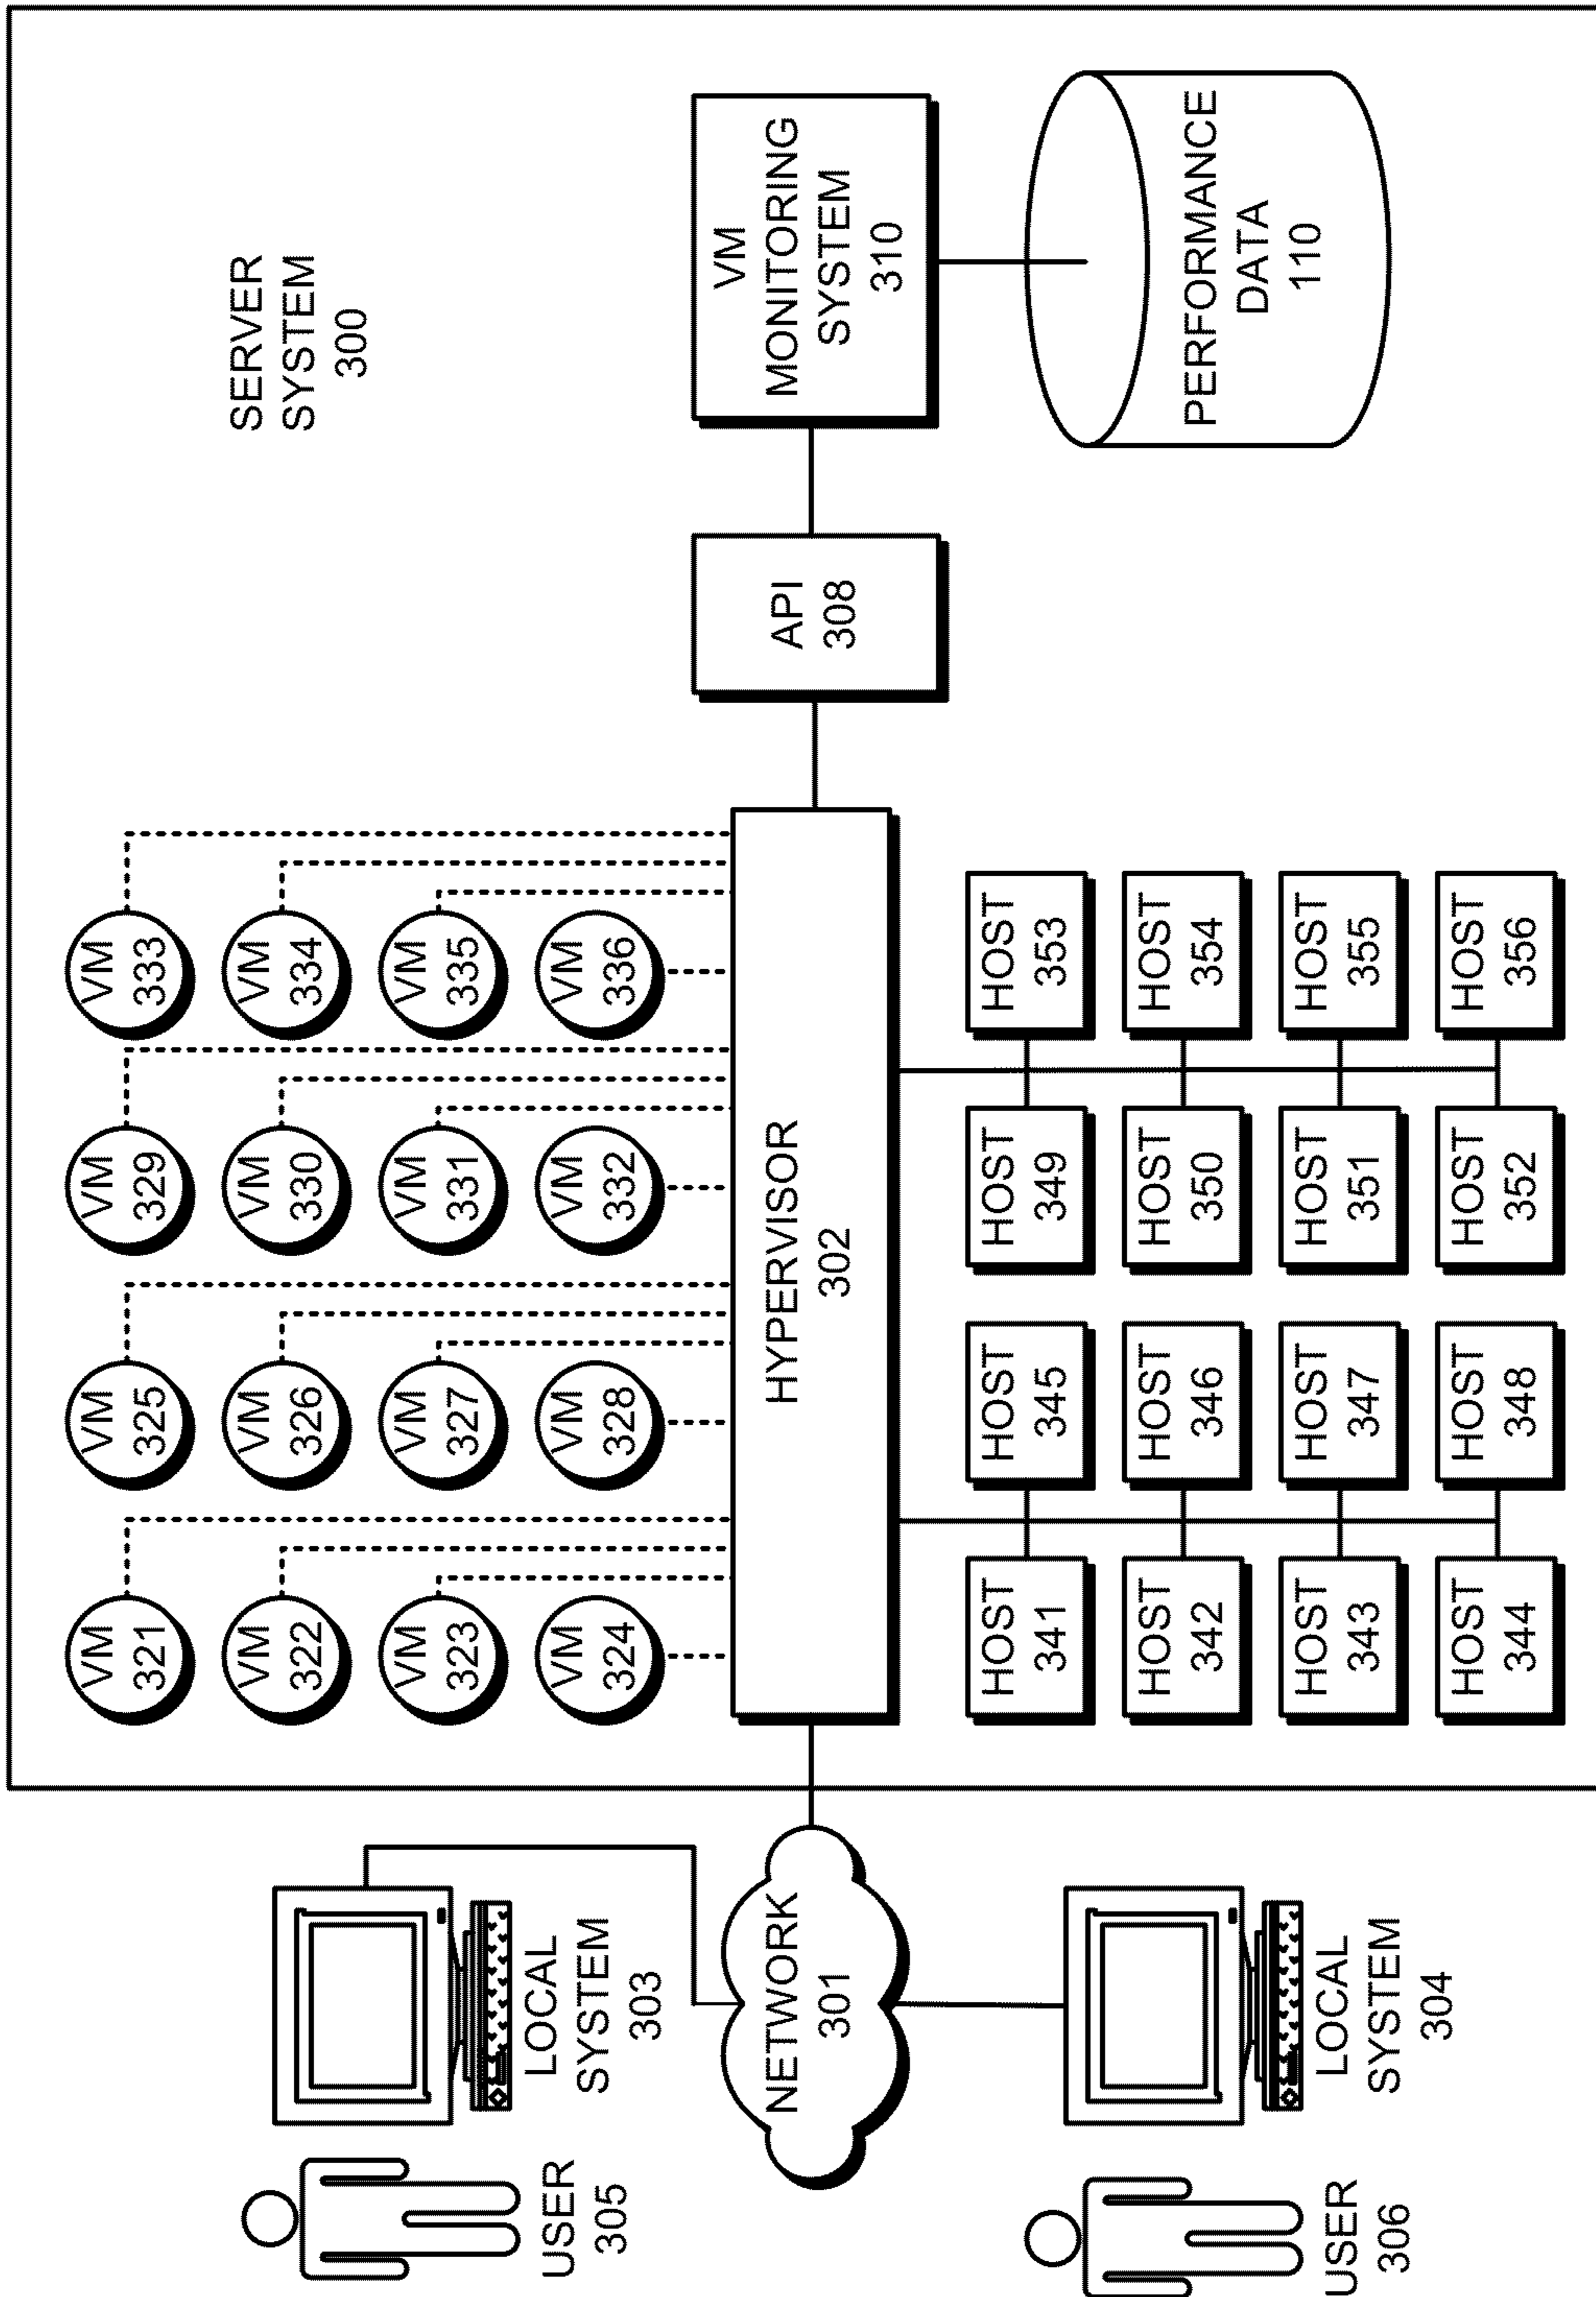 SERVER
SYSTEM
300
VM
321
VM
325
VM
329
VM
333
VM
322
VM
326
VM
330
VM
334
VM
323
VM
327
VM
331
VM
335
VM
324
VM
328
VM
332
VM
336
USER
305
LOCAL
SYSTEM
303
NETWORK
301
HYPERVISOR
302
API
308
VM
MONITORING
SYSTEM
310
HOST
341
HOST
345
HOST
349
HOST
353
HOST
342
HOST
346
HOST
350
HOST
354
HOST
343
HOST
347
HOST
351
HOST
355
HOST
344
HOST
348
HOST
352
HOST
356
PERFORMANCE
DATA
110
USER
306
LOCAL
SYSTEM
304